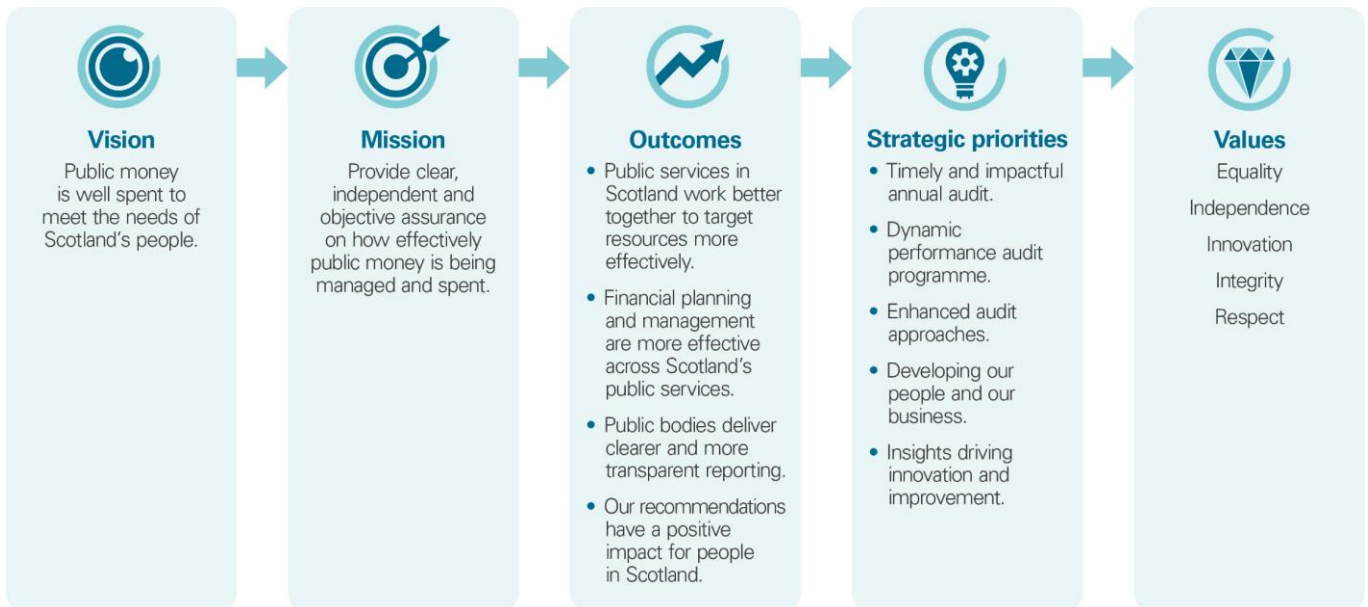 Vision
Public money
is well spent to
meet the needs of
Scotland's people.
Mission
Provide clear,
independent and
objective assurance
on how effectively
public money is being
managed and spent.
Outcomes
• Public services in
Scotland work better
together to target
resources more
effectively.
• Financial planning
and management
are more effective
across Scotland's
public services.
• Public bodies deliver
clearer and more
transparent reporting.
• Our recommendations
have a positive
impact for people
in Scotland.
Strategic priorities
• Timely and impactful
annual audit.
• Dynamic
performance audit
programme.
• Enhanced audit
approaches.
• Developing our
people and our
business.
• Insights driving
innovation and
improvement.
Values
Equality
Independence
Innovation
Integrity
Respect